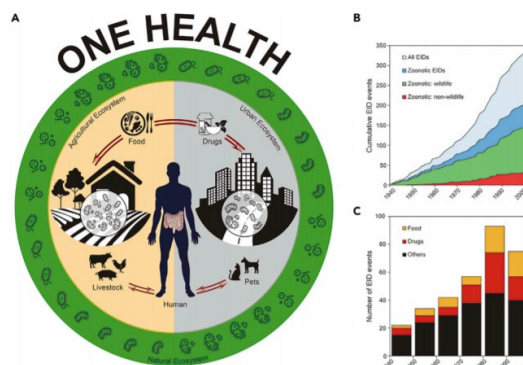 A
ONE HEALTH
Agricultural Ecosystem
Urban Ecosystem
Food
Drugs
Livestock
Human
Pets
Natural Ecosystem
B
Cumulative EID events
350
300
250
200
150
100
50
0
All EIDs
Zoonotic EIDs
Zoonotic: wildlife
Zoonotic: non-wildlife
1940
1950
1960
1970
1980
1990
C
Number of EID events
100
80
60
40
20
0
Food
Drugs
Others